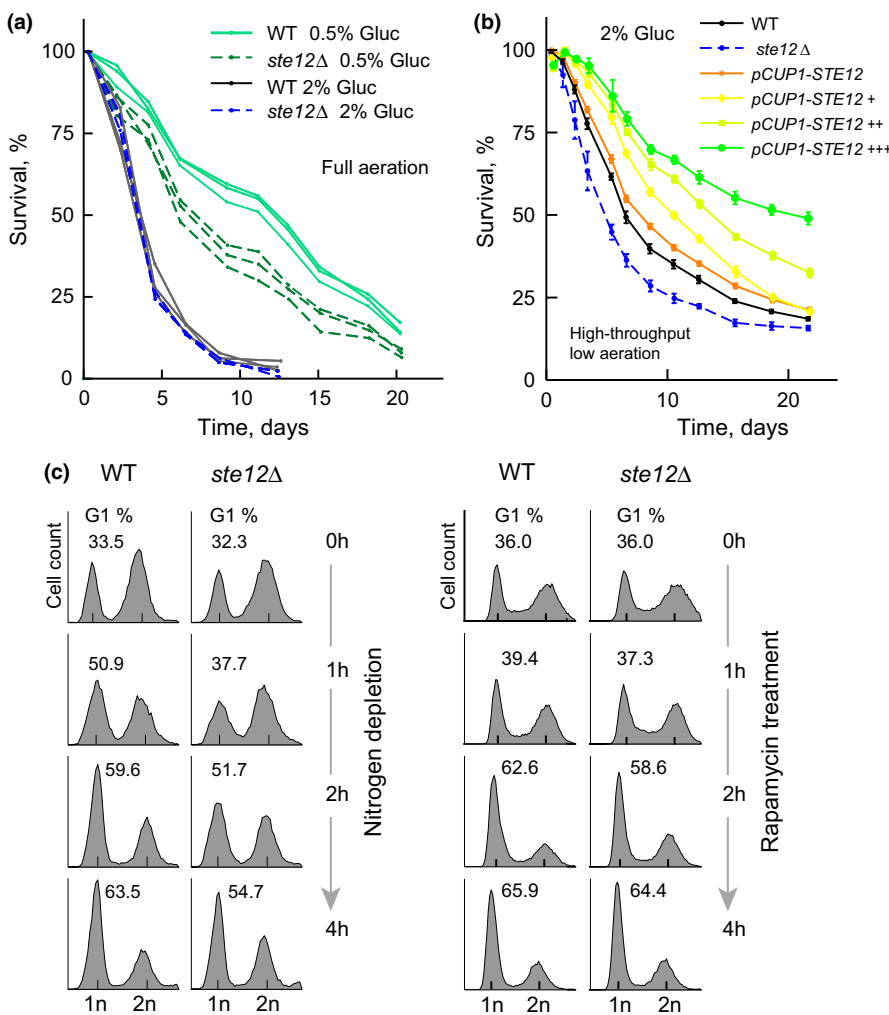 (a)
WT 0.5% Gluc
ste12Δ 0.5% Gluc
WT 2% Gluc
ste12Δ 2% Gluc
Full aeration
Survival, %
100
75
50
25
0
0 5 10 15 20
Time, days
(b)
2% Gluc
WT
ste12Δ
pCUP1-STE12
pCUP1-STE12 +
pCUP1-STE12 ++
pCUP1-STE12 +++
High-throughput
low aeration
Survival, %
100
75
50
25
0
0 10 20
Time, days
(c)
WT ste12Δ
Cell count
G1 % G1 %
33.5 32.3 0h
50.9 37.7 1h
59.6 51.7 2h
63.5 54.7 4h
1n 2n 1n 2n
Nitrogen depletion
WT ste12Δ
Cell count
G1 % G1 %
36.0 36.0 0h
39.4 37.3 1h
62.6 58.6 2h
65.9 64.4 4h
1n 2n 1n 2n
Rapamycin treatment